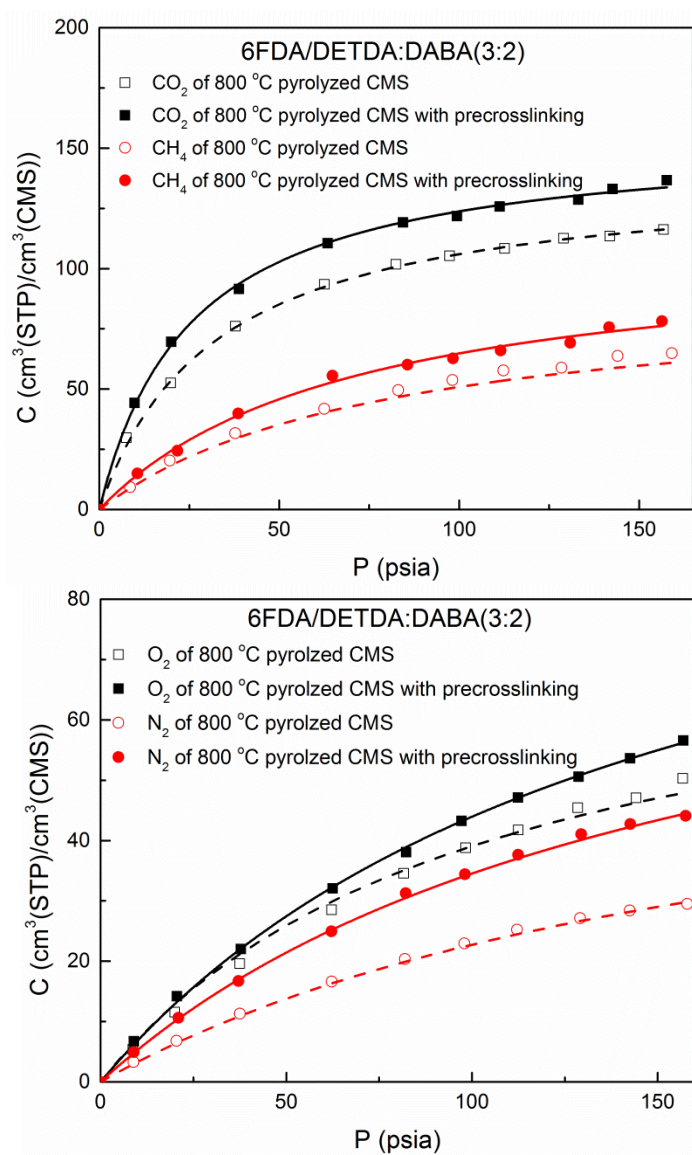 200
150
100
50
0
C (cm³(STP)/cm³(CMS))
6FDA/DETDA:DABA(3:2)
CO₂ of 800 °C pyrolyzed CMS
CO₂ of 800 °C pyrolyzed CMS with precrosslinking
CH₄ of 800 °C pyrolyzed CMS
CH₄ of 800 °C pyrolyzed CMS with precrosslinking
0 50 100 150
P (psia)
80
60
40
20
0
C (cm³(STP)/cm³(CMS))
6FDA/DETDA:DABA(3:2)
O₂ of 800 °C pyrolzed CMS
O₂ of 800 °C pyrolyzed CMS with precrosslinking
N₂ of 800 °C pyrolzed CMS
N₂ of 800 °C pyrolzed CMS with precrosslinking
0 50 100 150
P (psia)